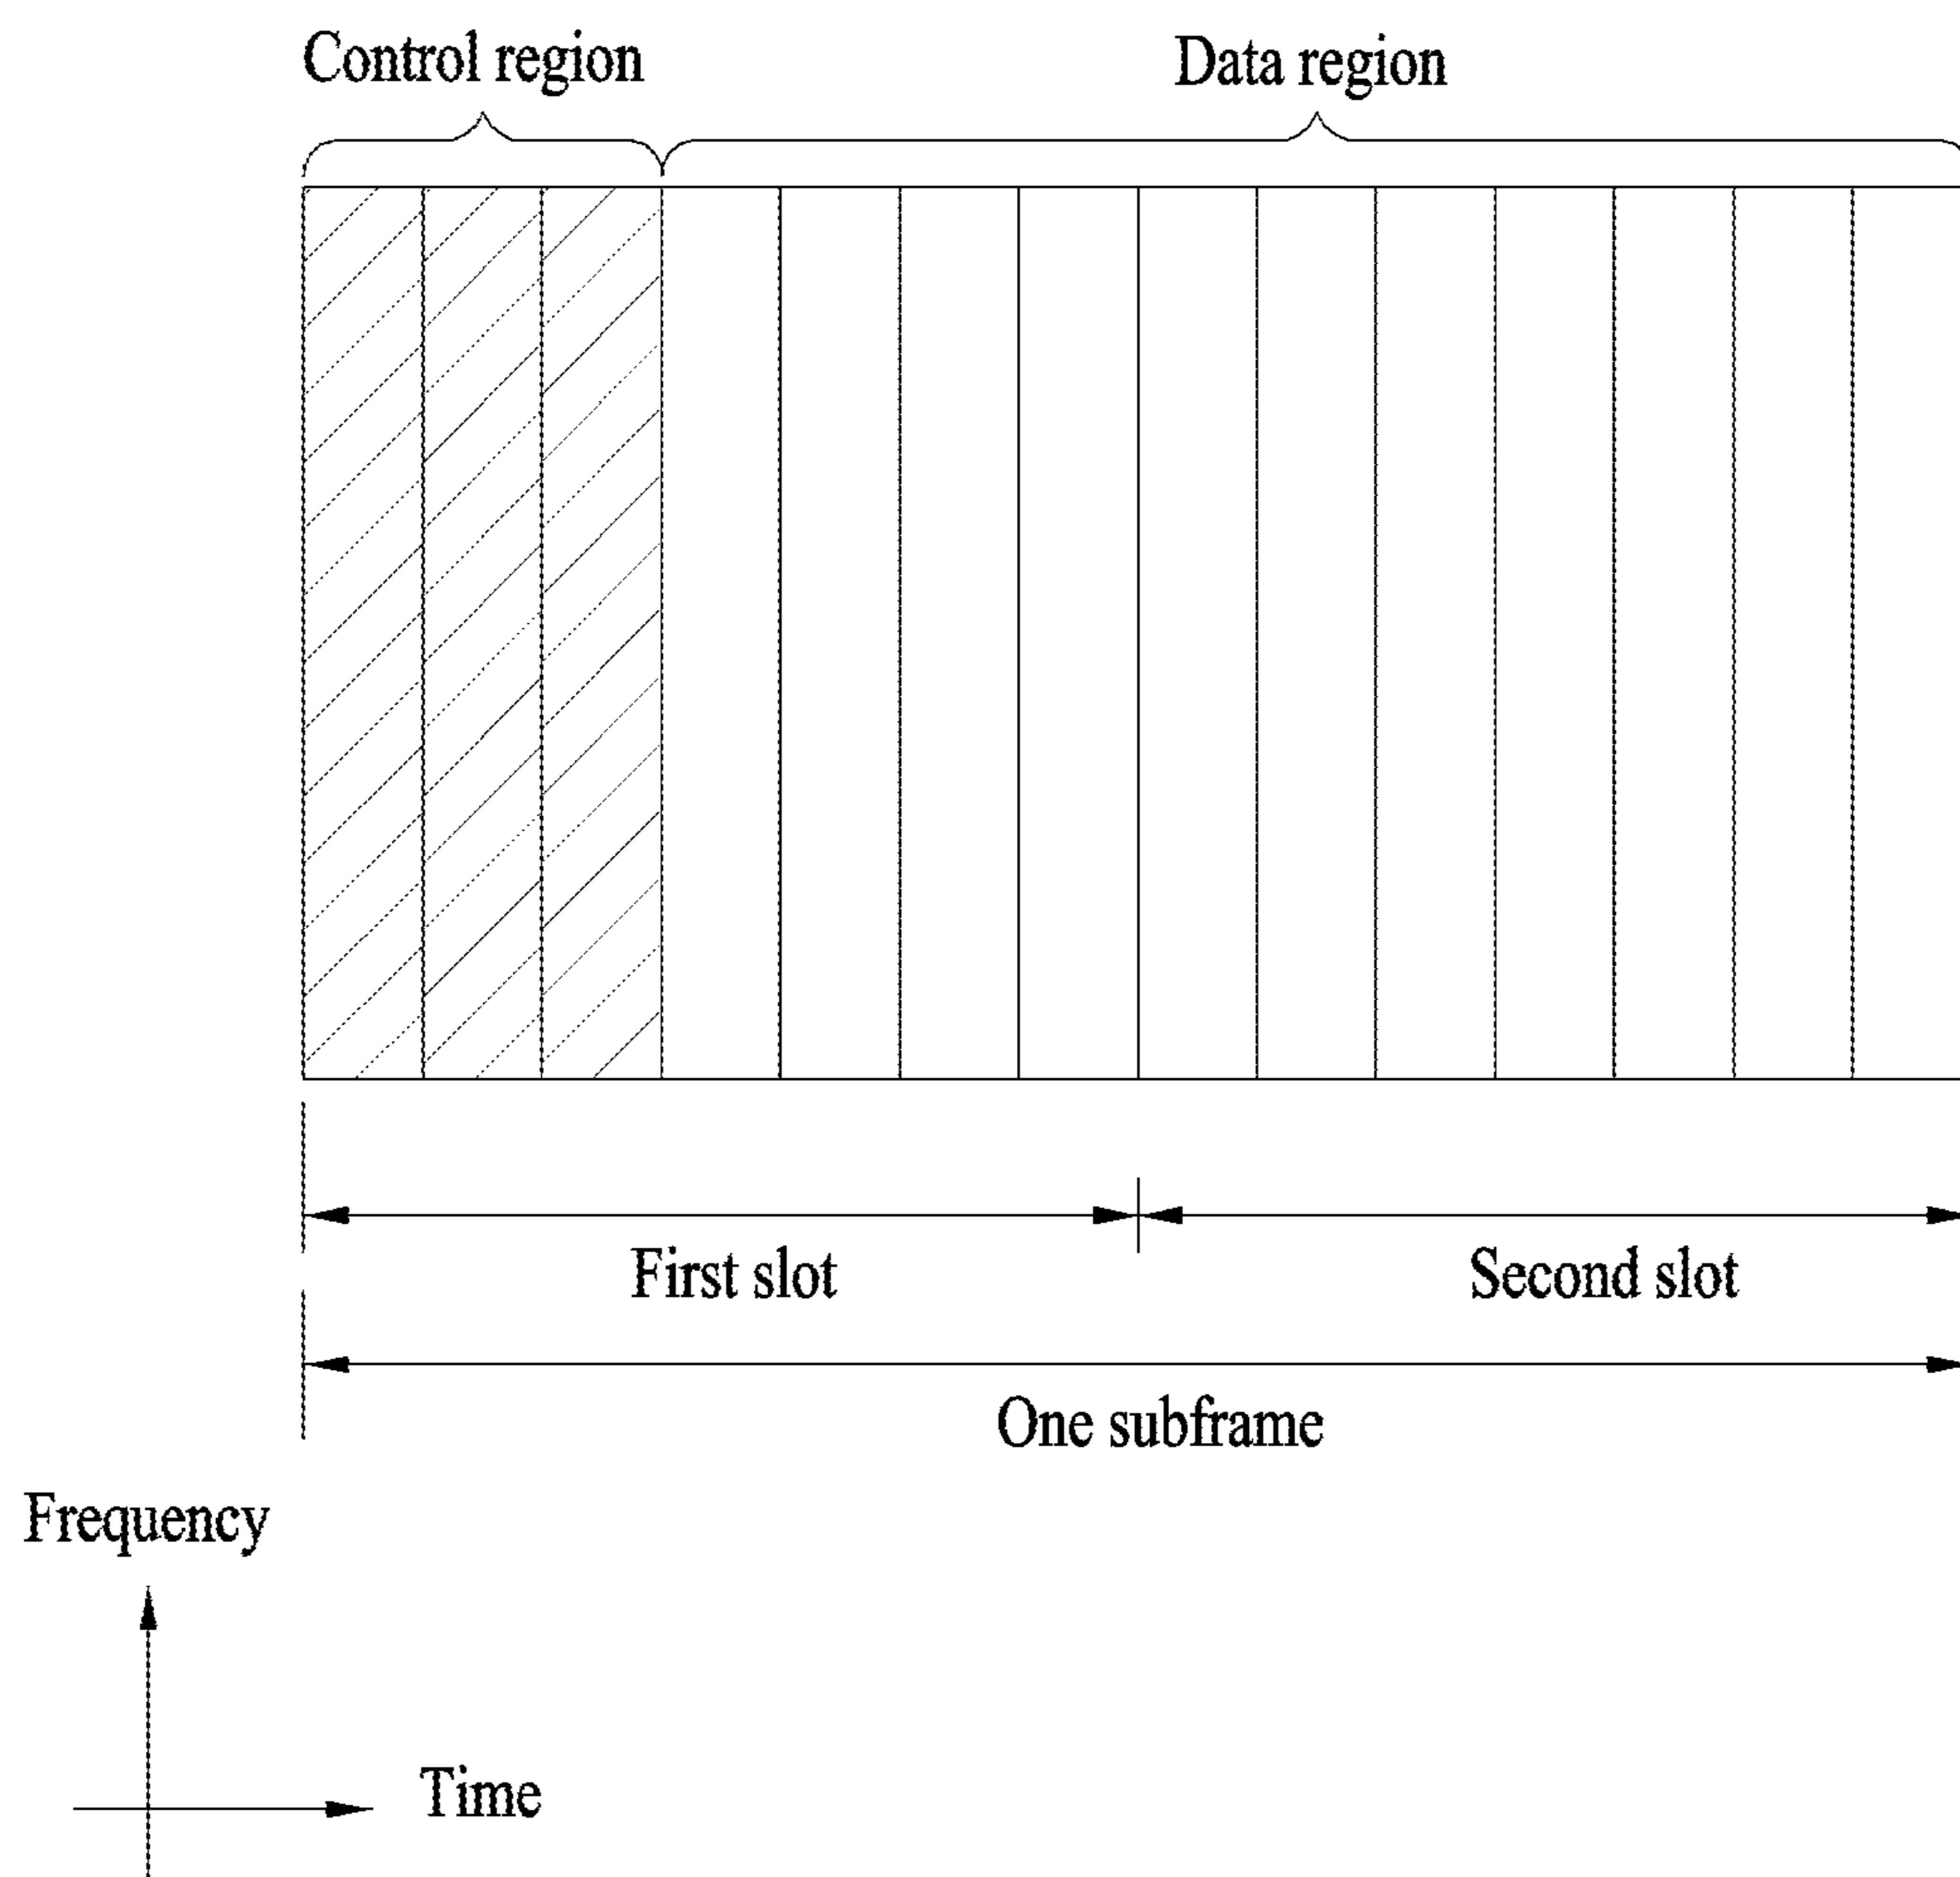 Control region
Data region
First slot
Second slot
One subframe
Frequency
Time